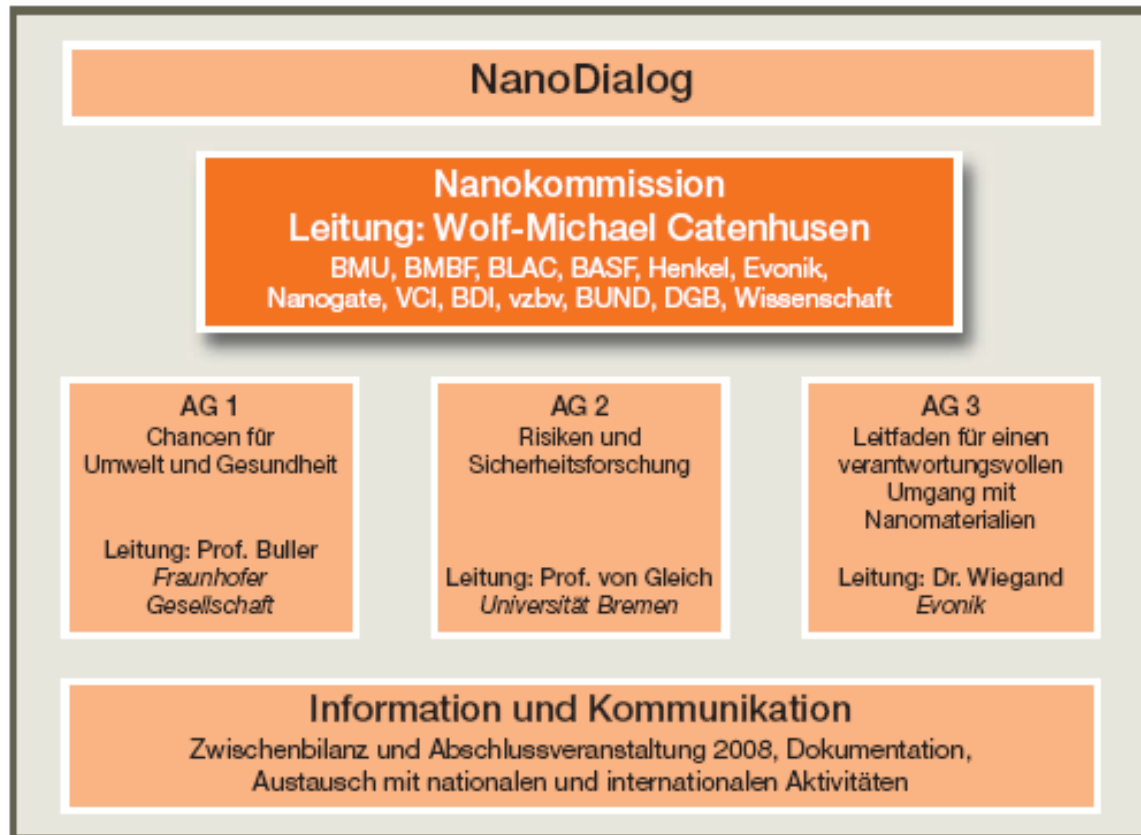 NanoDialog
Nanokommission
Leitung: Wolf-Michael Catenhusen
BMU, BMBF, BLAC, BASF, Henkel, Evonik,
Nanogate, VCI, BDI, vzbv, BUND, DGB, Wissenschaft
AG 1
Chancen für
Umwelt und Gesundheit
Leitung: Prof. Buller
Fraunhofer
Gesellschaft
AG 2
Risiken und
Sicherheitsforschung
Leitung: Prof. von Gleich
Universität Bremen
AG 3
Leitfaden für einen
verantwortungsvollen
Umgang mit
Nanomaterialien
Leitung: Dr. Wiegand
Evonik
Information und Kommunikation
Zwischenbilanz und Abschlussveranstaltung 2008, Dokumentation,
Austausch mit nationalen und internationalen Aktivitäten